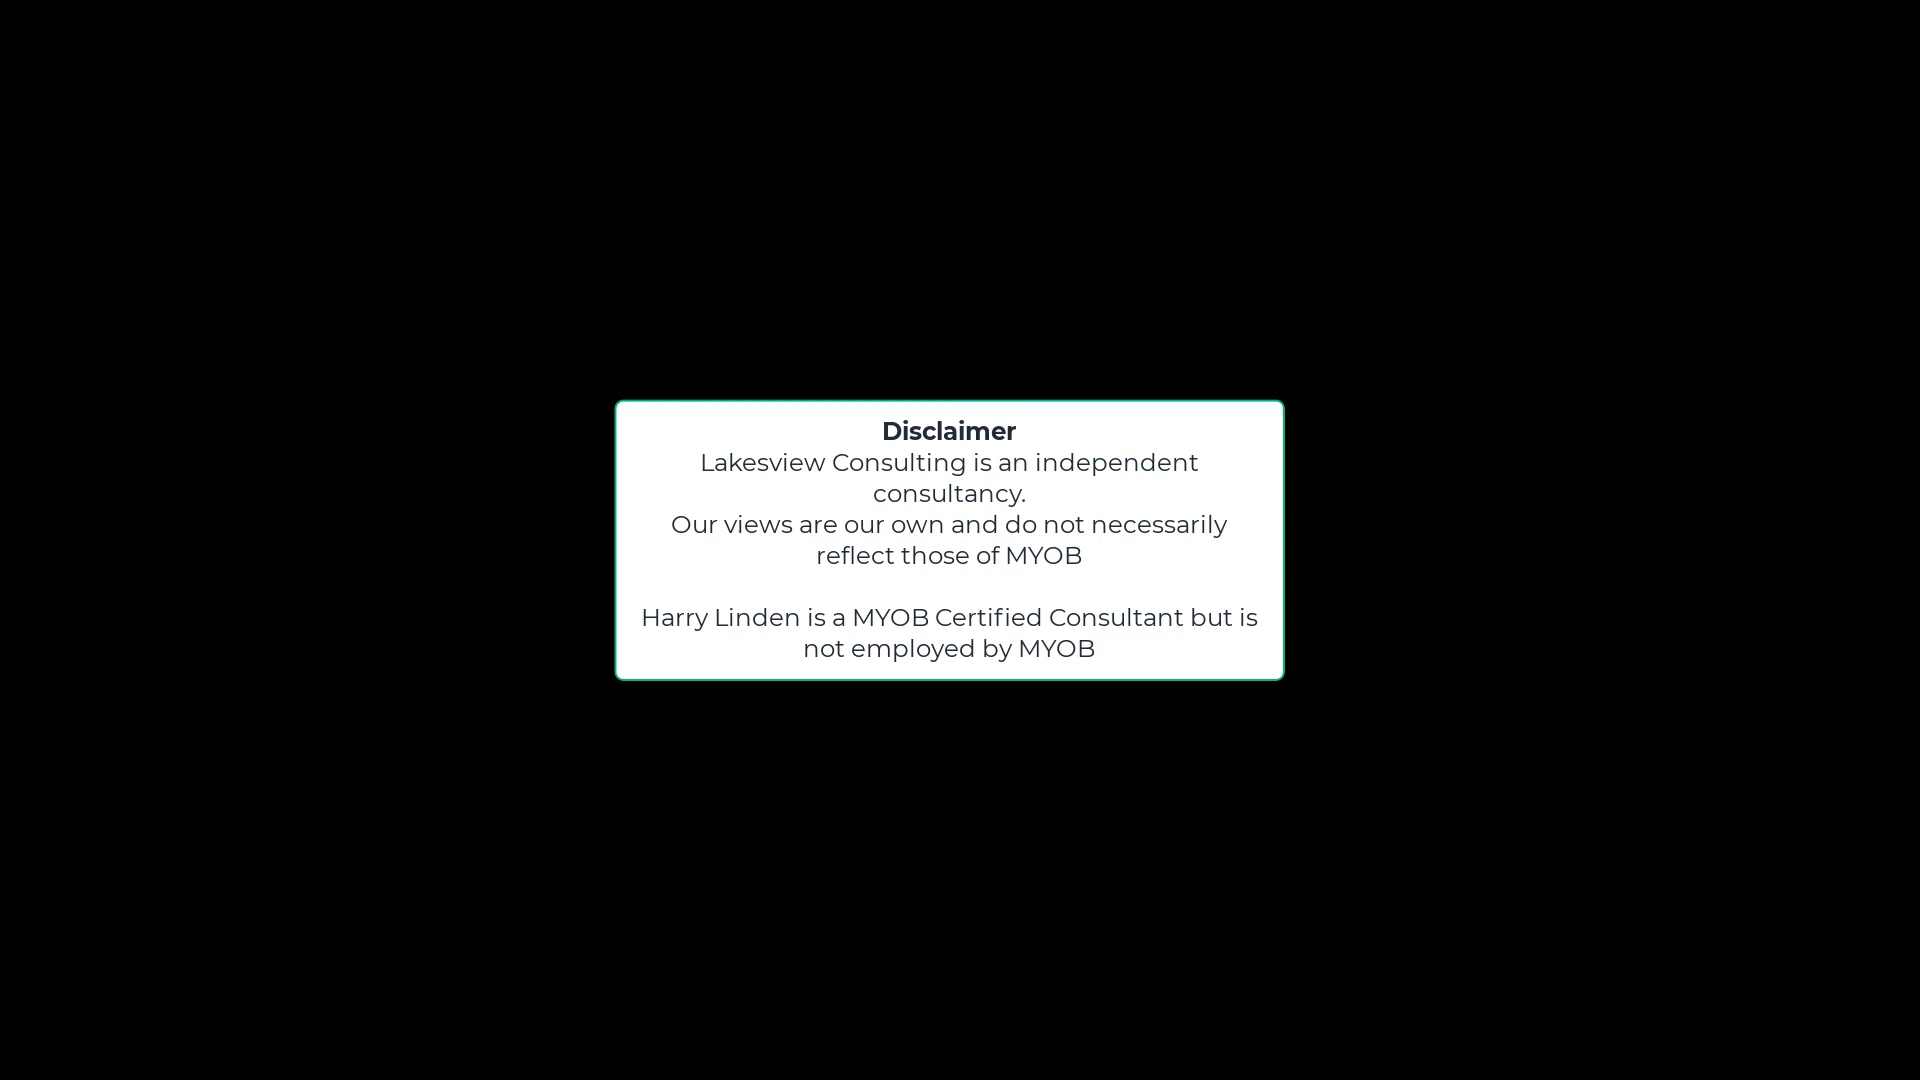 Disclaimer
Lakesview Consulting is an independent
consultancy.
Our views are our own and do not necessarily
reflect those of MYOB
Harry Linden is a MYOB Certified Consultant but is
not employed by MYOB